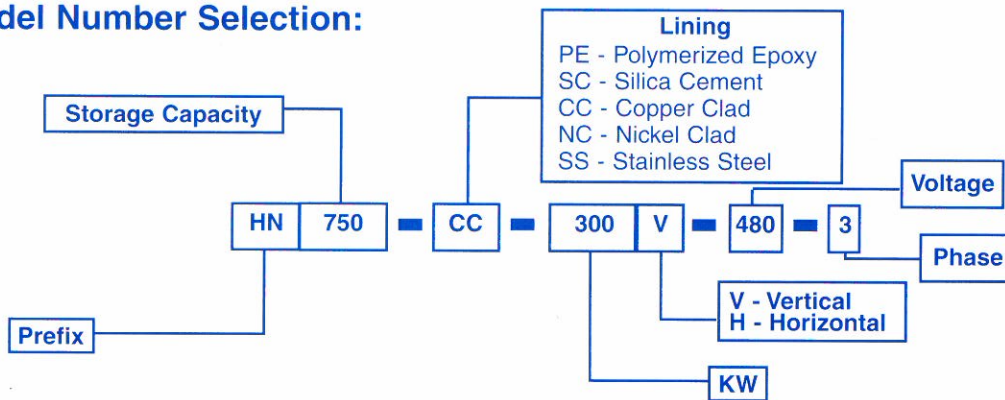 del Number Selection:
Lining
PE - Polymerized Epoxy
SC - Silica Cement
CC - Copper Clad
NC - Nickel Clad
SS - Stainless Steel
Storage Capacity
Voltage
HN 750 - CC - 300 V - 480 - 3
Phase
V - Vertical
H - Horizontal
Prefix
KW